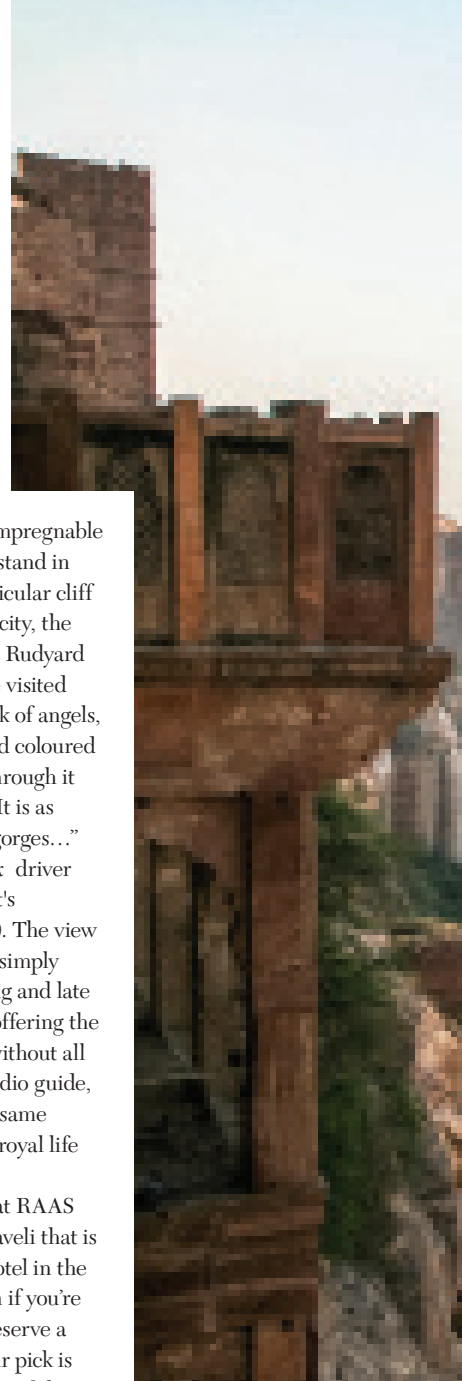 mpregnable
stand in
icular cliff
city, the
Rudyard
visited
k of angels,
d coloured
hrough it
It is as
gorges…”
driver
t's
). The view
simply
g and late
offering the
without all
dio guide,
same
royal life
at RAAS
aveli that is
otel in the
if you’re
eserve a
r pick is